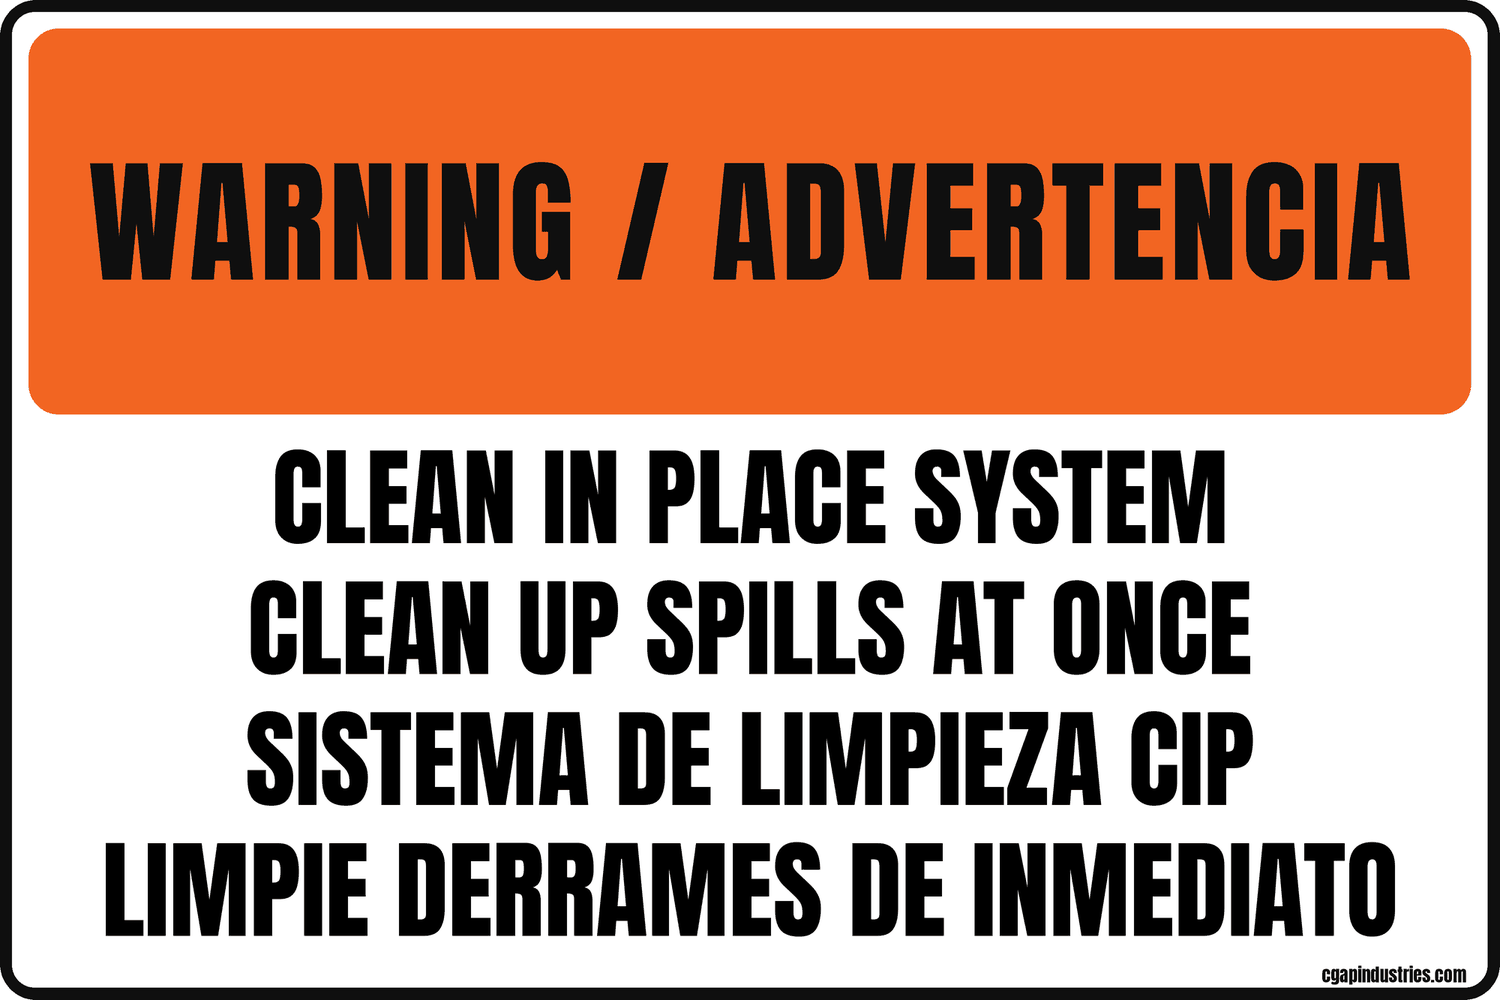 WARNING / ADVERTENCIA
CLEAN IN PLACE SYSTEM
CLEAN UP SPILLS AT ONCE
SISTEMA DE LIMPIEZA CIP
LIMPIE DERRAMES DE INMEDIATO
cgapindustries.com